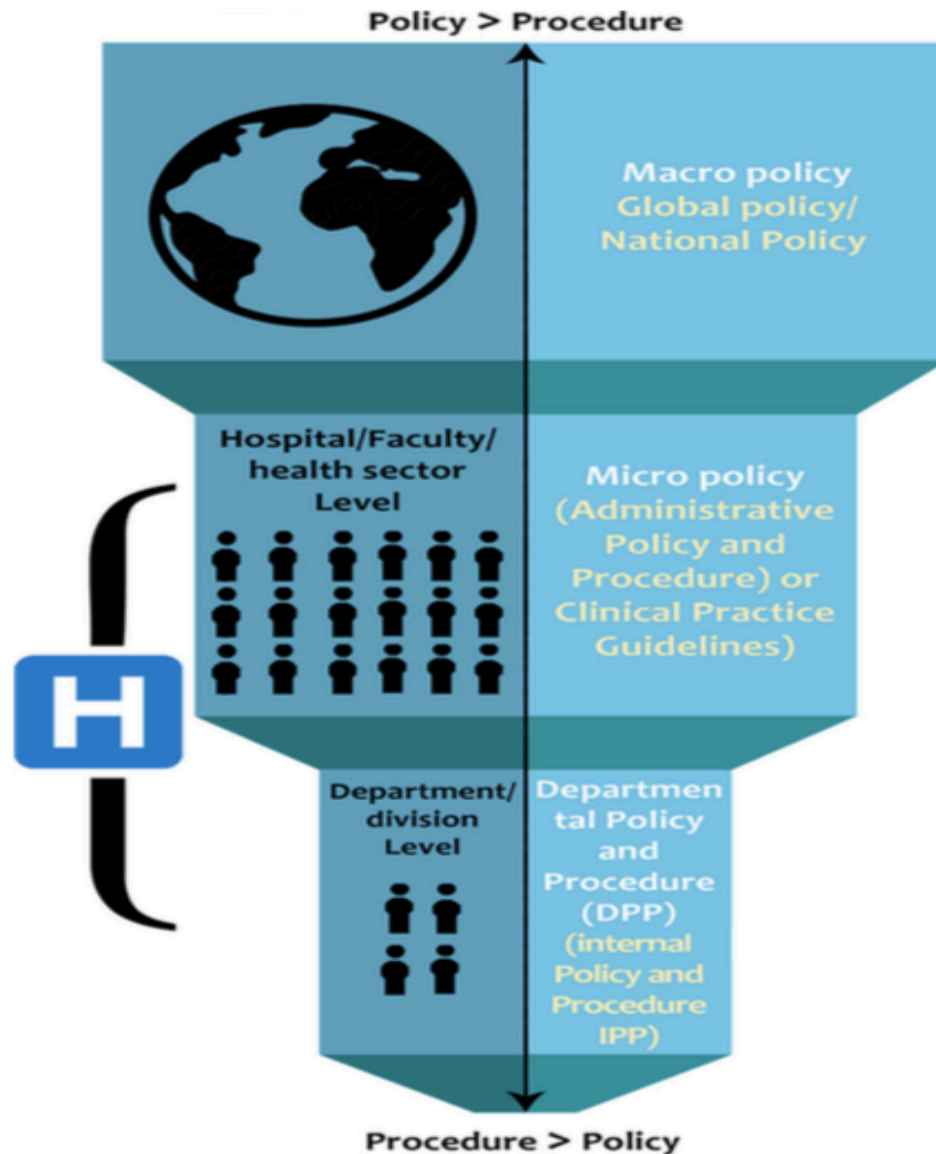 Policy > Procedure
Macro policy
Global policy/
National Policy
Hospital/Faculty/
health sector
Level
Micro policy
(Administrative
Policy and
Procedure) or
Clinical Practice
Guidelines)
H
Department/
division
Level
Departmen
tal Policy
and
Procedure
(DPP)
(internal
Policy and
Procedure
IPP)
Procedure > Policy